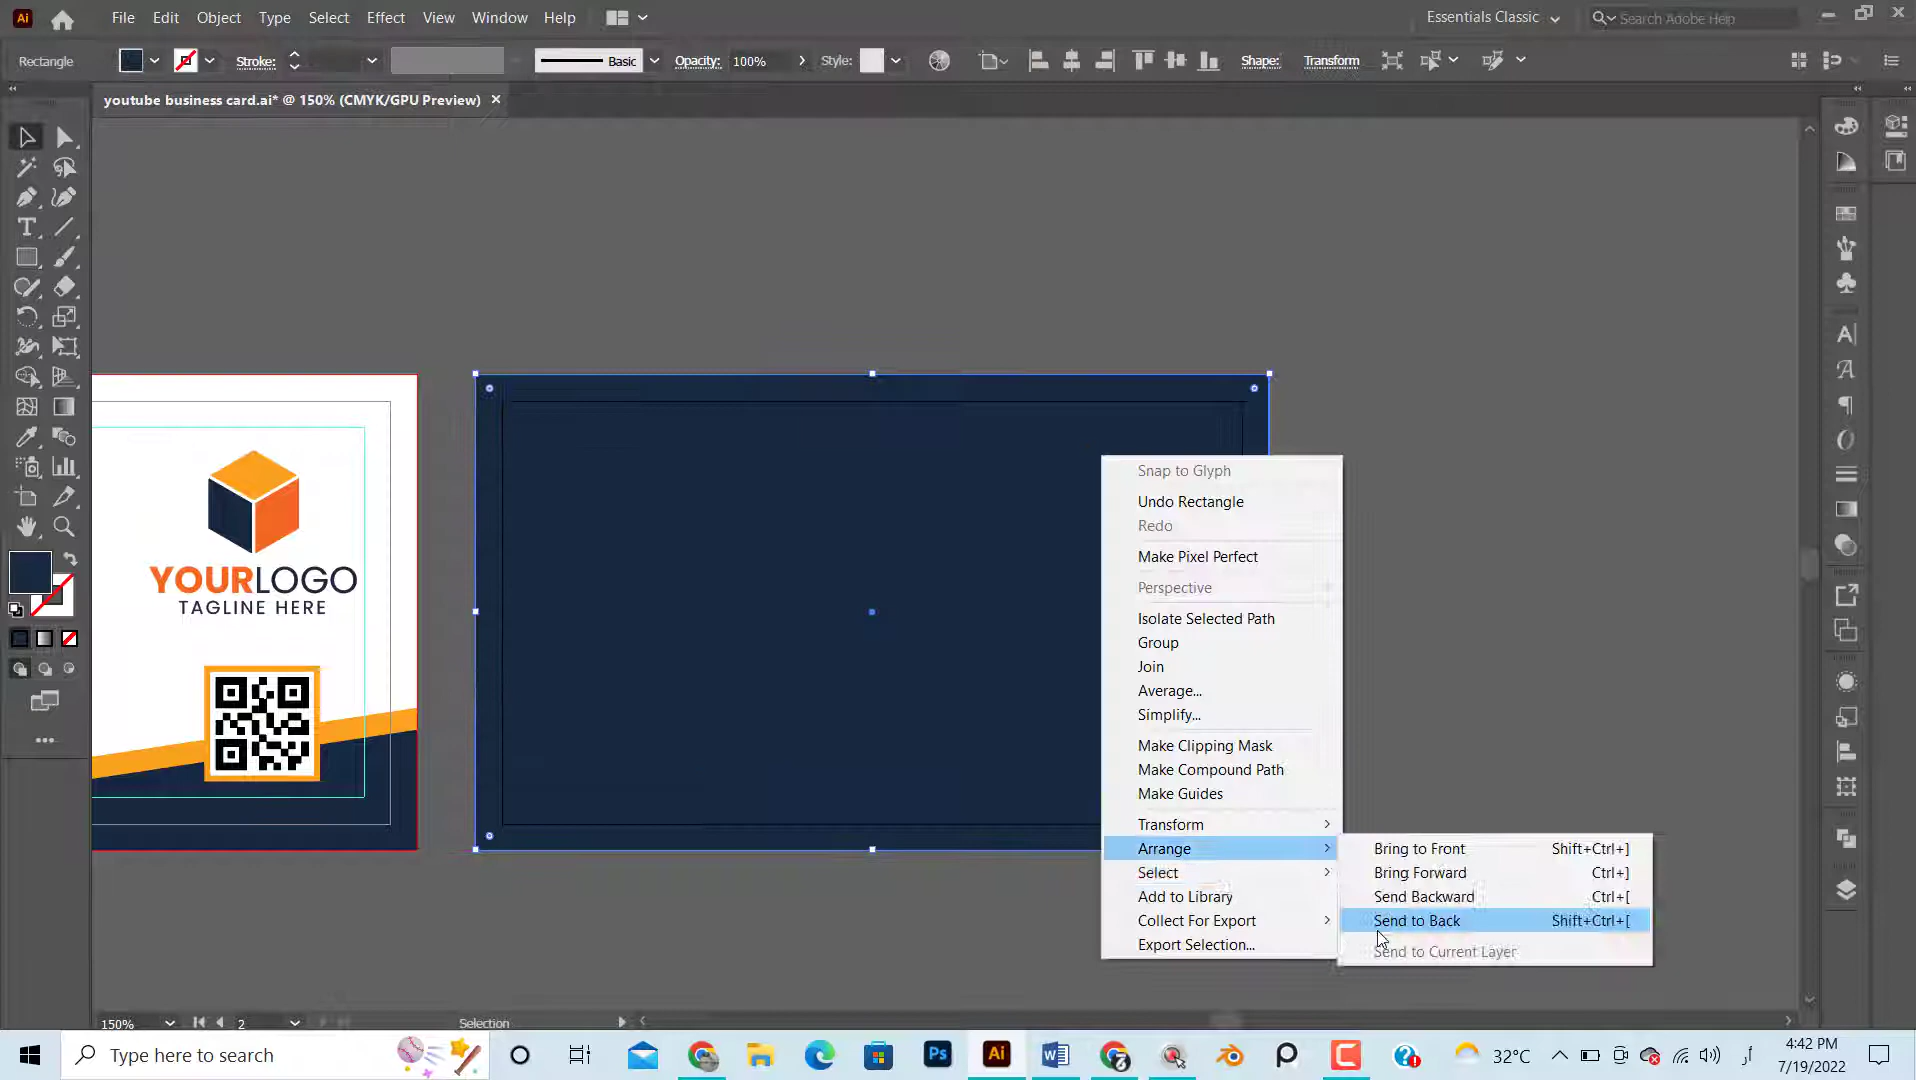 Ai File Edit Object Type Select Effect View Window Help Essentials Classic Search Adobe Help
Rectangle Stroke: Basic Opacity: 100% Style: Shape: Transform
youtube business card.ai* @ 150% (CMYK/GPU Preview) ×
YOURLOGO
TAGLINE HERE
Snap to Glyph
Undo Rectangle
Redo
Make Pixel Perfect
Perspective
Isolate Selected Path
Group
Join
Average...
Simplify...
Make Clipping Mask
Make Compound Path
Make Guides
Transform
Arrange
Select
Add to Library
Collect For Export
Export Selection...
Bring to Front Shift+Ctrl+]
Bring Forward Ctrl+]
Send Backward Ctrl+[
Send to Back Shift+Ctrl+[
Send to Current Layer
150% 2 Selection
Type here to search
Ps Ai
32°C
4:42 PM
7/19/2022